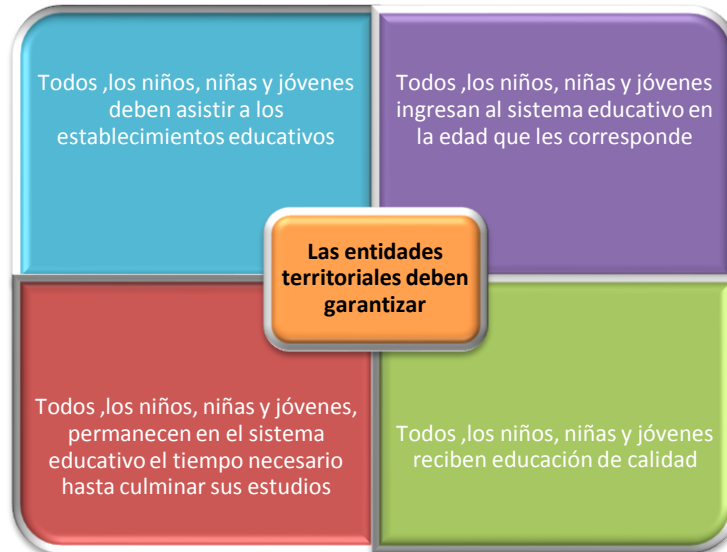 Todos ,los niños, niñas y jóvenes
deben asistir a los
establecimientos educativos
Todos ,los niños, niñas y jóvenes
ingresan al sistema educativo en
la edad que les corresponde
Las entidades
territoriales deben
garantizar
Todos ,los niños, niñas y jóvenes,
permanecen en el sistema
educativo el tiempo necesario
hasta culminar sus estudios
Todos ,los niños, niñas y jóvenes
reciben educación de calidad